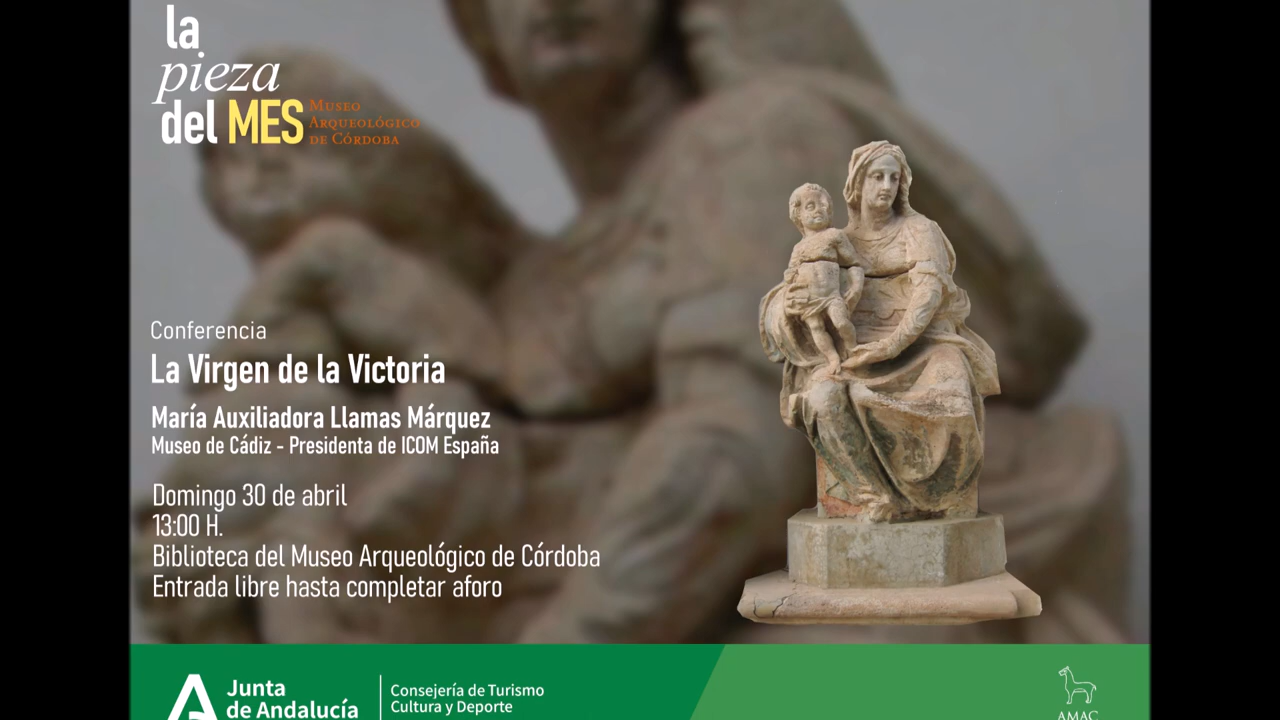 la
pieza
del MES
Museo
Arqueológico
de Córdoba
Conferencia
La Virgen de la Victoria
María Auxiliadora Llamas Márquez
Museo de Cádiz - Presidenta de ICOM España
Domingo 30 de abril
13:00 H.
Biblioteca del Museo Arqueológico de Córdoba
Entrada libre hasta completar aforo
Junta
de Andalucía
Consejería de Turismo
Cultura y Deporte
AMAC